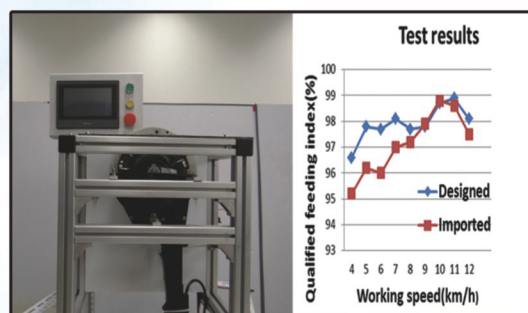 Test results
Qualified feeding index(%)
100
99
98
97
96
95
94
93
Designed
Imported
4 5 6 7 8 9 10 11 12
Working speed(km/h)